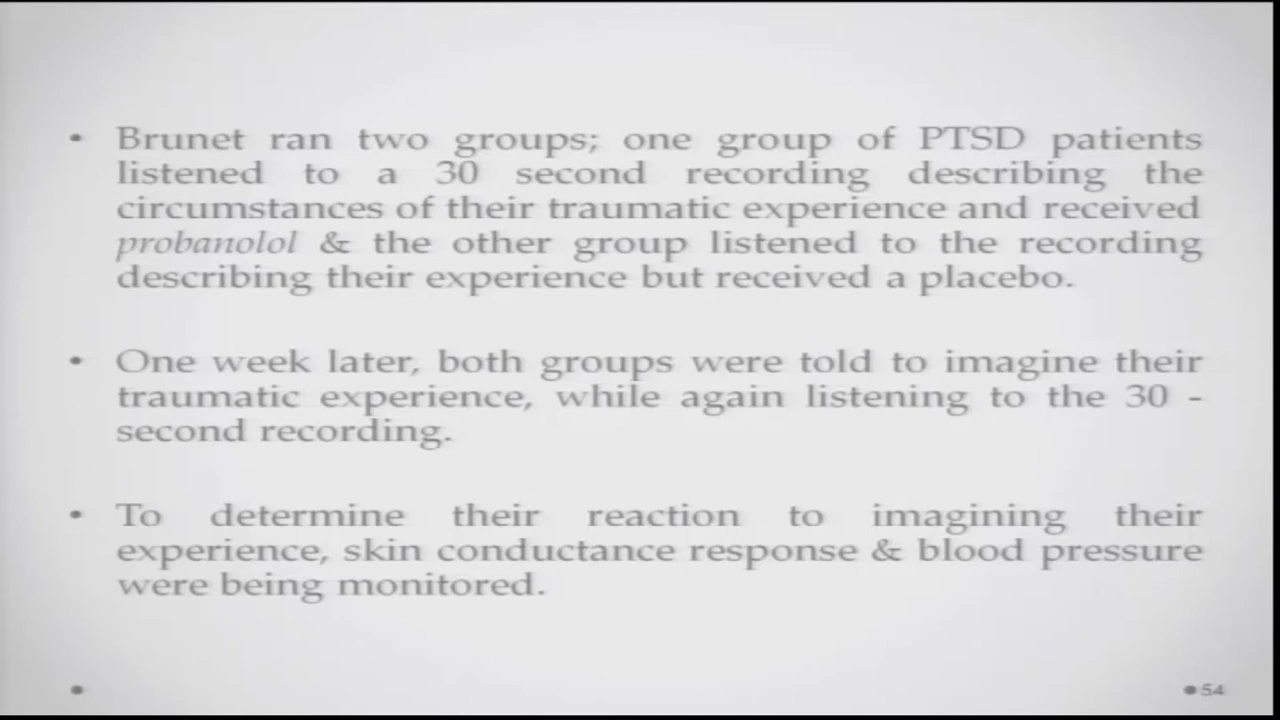 • Brunet ran two groups; one group of PTSD patients
listened to a 30 second recording describing the
circumstances of their traumatic experience and received
probanolol & the other group listened to the recording
describing their experience but received a placebo.
• One week later, both groups were told to imagine their
traumatic experience, while again listening to the 30 -
second recording.
• To determine their reaction to imagining their
experience, skin conductance response & blood pressure
were being monitored.
•
• 54